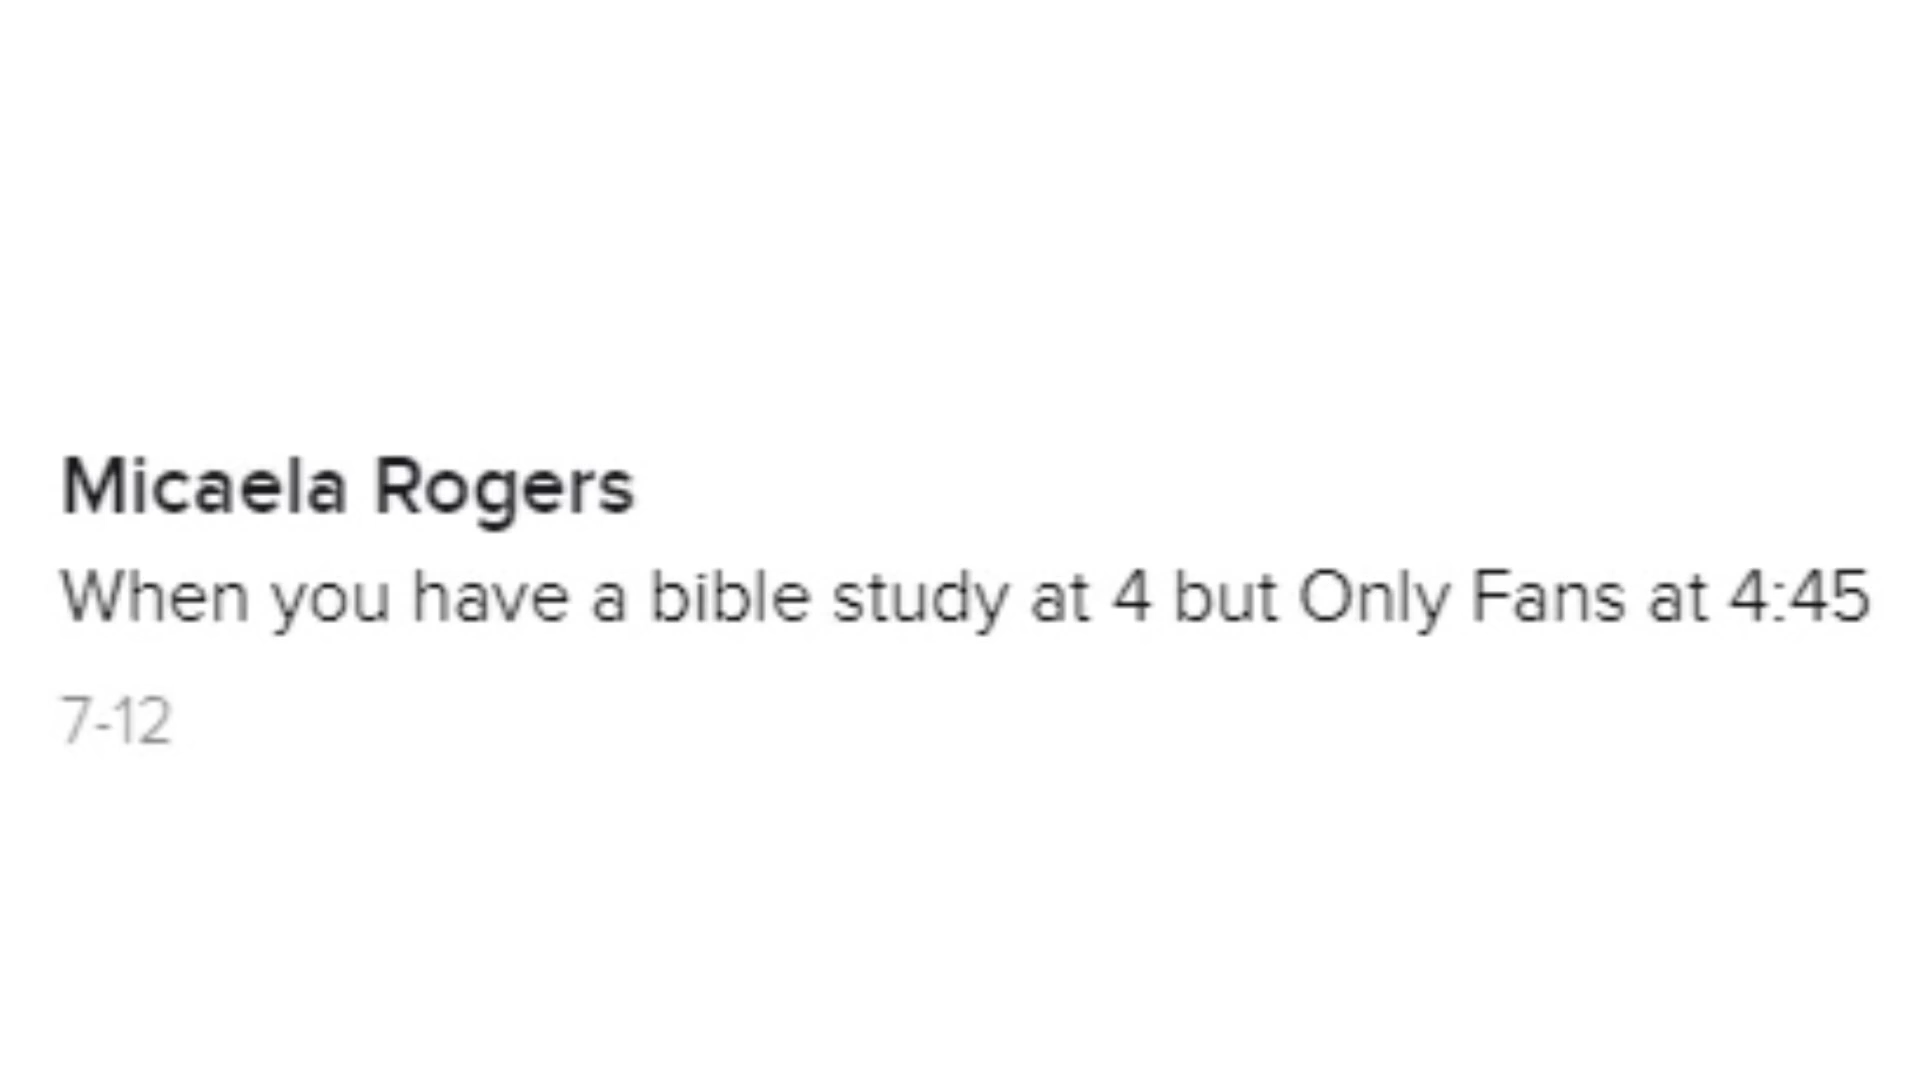 Micaela Rogers
When you have a bible study at 4 but Only Fans at 4:45
7-12